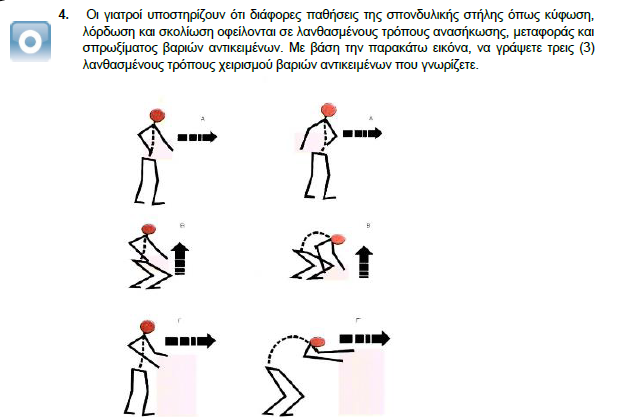 4. Οι γιατροί υποστηρίζουν ότι διάφορες παθήσεις της σπονδυλικής στήλης όπως κύφωση,
λόρδωση και σκολίωση οφείλονται σε λανθασμένους τρόπους ανασήκωσης, μεταφοράς και
σπρωξίματος βαριών αντικειμένων. Με βάση την παρακάτω εικόνα, να γράψετε τρεις (3)
λανθασμένους τρόπους χειρισμού βαριών αντικειμένων που γνωρίζετε.
Α Α
Β Β
Γ Γ